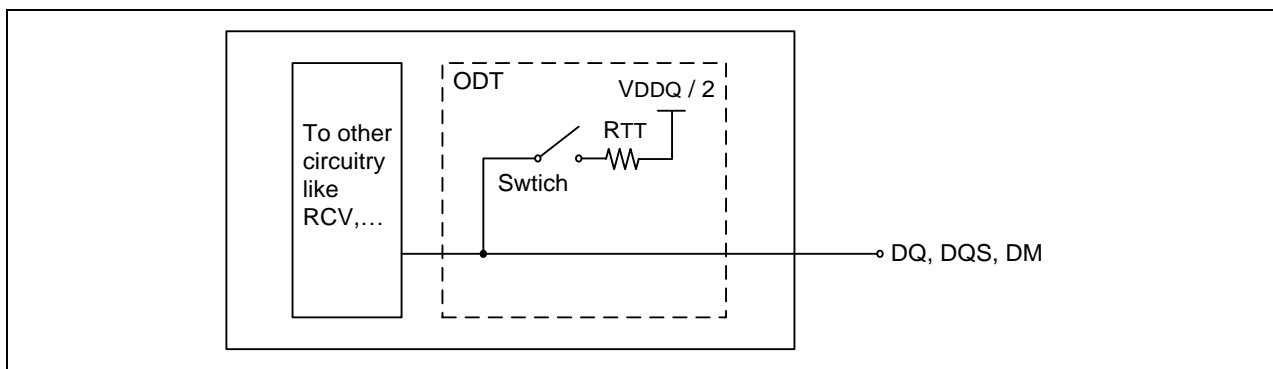 ODT
VDDQ / 2
RTT
Swtich
To other
circuitry
like
RCV,…
DQ, DQS, DM